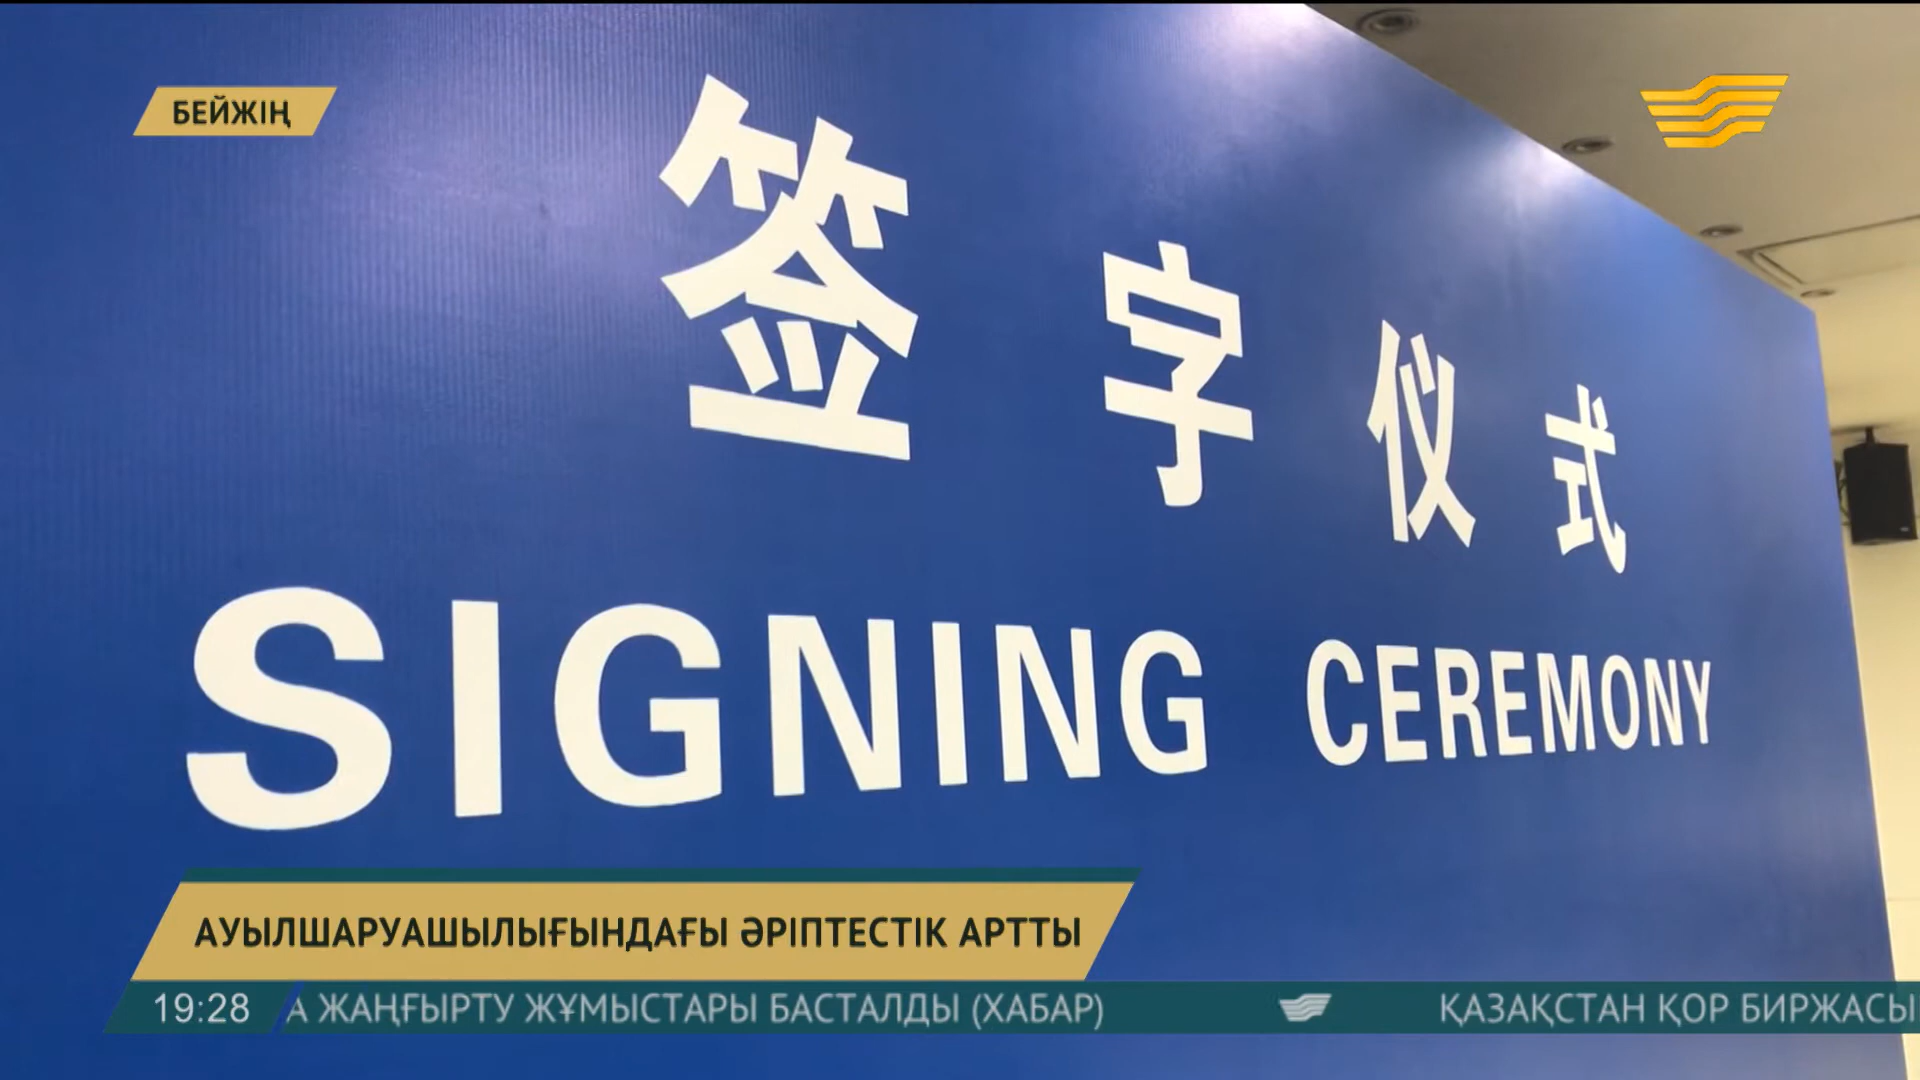 БЕЙЖІҢ
签字仪式
SIGNING CEREMONY
АУЫЛШАРУАШЫЛЫҒЫНДАҒЫ ӘРІПТЕСТІК АРТТЫ
19:28 А ЖАҢҒЫРТУ ЖҰМЫСТАРЫ БАСТАЛДЫ (ХАБАР) ҚАЗАҚСТАН ҚОР БИРЖАСЫ